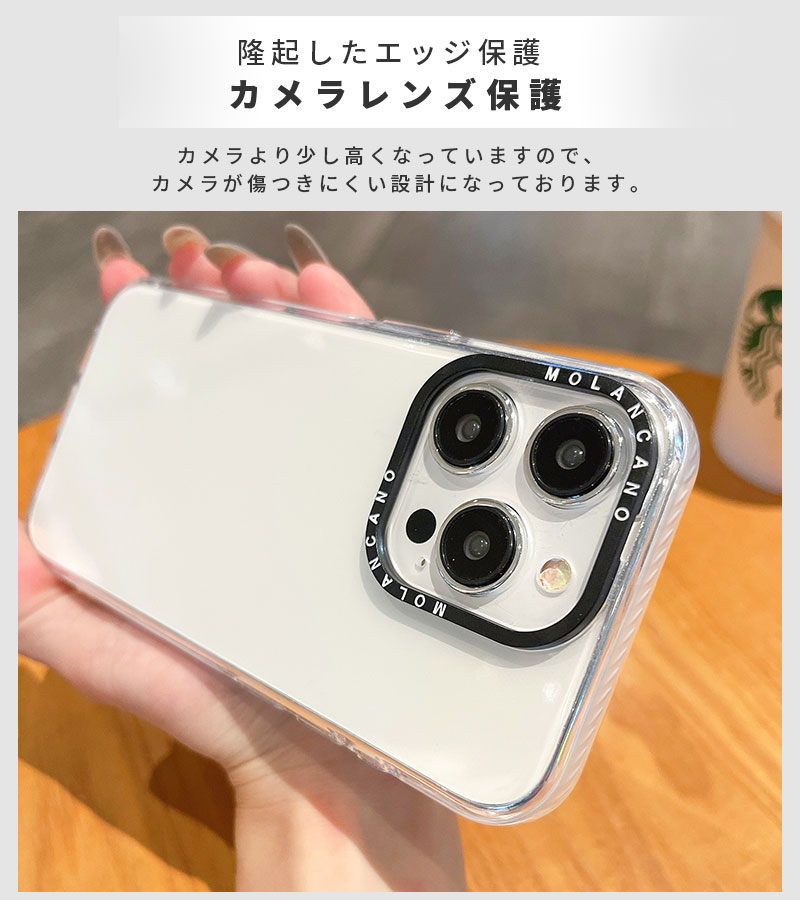 隆起したエッジ保護
カメラレンズ保護
カメラより少し高くなっていますので、
カメラが傷つきにくい設計になっております。
MOLANCANO
MOLANCANO